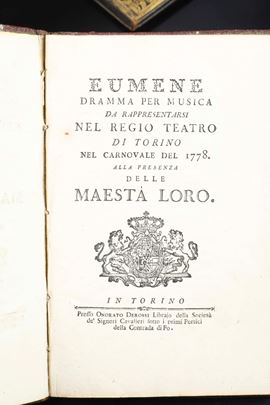 EUMENE
DRAMMA PER MUSICA
DA RAPPRESENTARSI
NEL REGIO TEATRO
DI TORINO
NEL CARNOVALE DEL 1778.
ALLA PRESENZA
DELLE
MAESTÀ LORO.
IN TORINO
Presso ONORATO DEROSSI Librajo della Società
de' Signori Cavalieri sotto i primi Portici
della Contrada di Po.